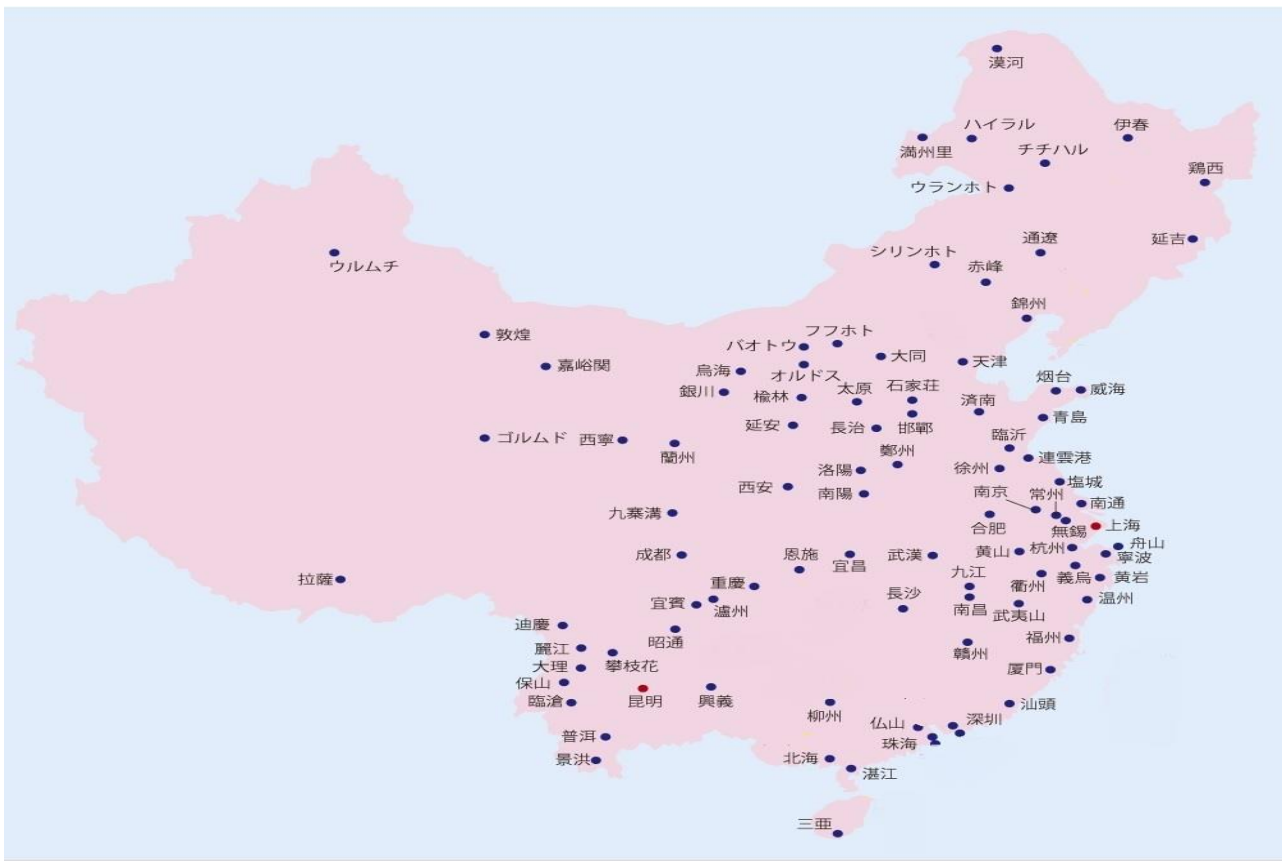 漠河
ハイラル
伊春
満州里
チチハル
鶏西
ウランホト
延吉
通遼
シリンホト
ウルムチ
赤峰
錦州
敦煌
フフホト
バオトウ
大同
天津
嘉峪関
烏海
オルドス
烟台
威海
銀川
楡林
太原
石家荘
済南
青島
延安
長治
邯鄲
臨沂
ゴルムド
西寧
蘭州
鄭州
連雲港
洛陽
徐州
西安
南陽
塩城
南京
常州
南通
九寨溝
合肥
無錫
上海
成都
恩施
宜昌
武漢
黄山
杭州
舟山
寧波
拉薩
重慶
九江
衢州
義烏
黄岩
宜賓
瀘州
長沙
南昌
武夷山
温州
迪慶
昭通
福州
麗江
贛州
大理
攀枝花
厦門
保山
臨滄
昆明
興義
柳州
汕頭
仏山
深圳
普洱
珠海
景洪
北海
湛江
三亜